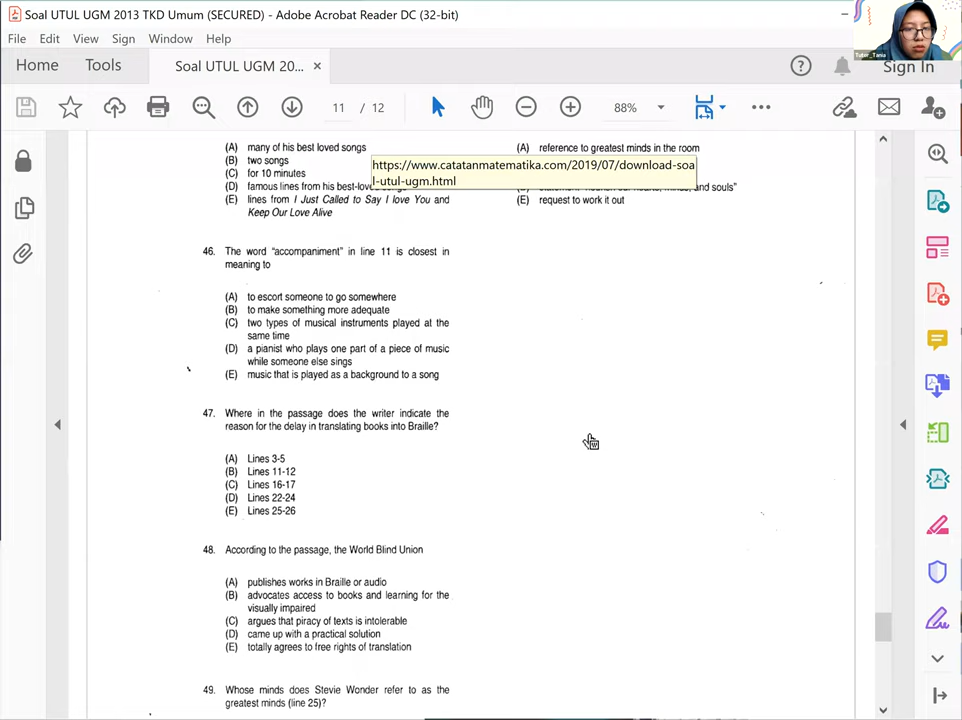 Soal UTUL UGM 2013 TKD Umum (SECURED) - Adobe Acrobat Reader DC (32-bit)
File Edit View Sign Window Help
Tutor_Tania
Home Tools Soal UTUL UGM 20... × Sign In
11 / 12 88%
(A) many of his best loved songs
(B) two songs
(C) for 10 minutes
(D) famous lines from his best-loved
(E) lines from I Just Called to Say I love You and
Keep Our Love Alive
https://www.catatanmatematika.com/2019/07/download-soa
l-utul-ugm.html
(A) reference to greatest minds in the room
and souls"
(E) request to work it out
46. The word "accompaniment" in line 11 is closest in
meaning to
(A) to escort someone to go somewhere
(B) to make something more adequate
(C) two types of musical instruments played at the
same time
(D) a pianist who plays one part of a piece of music
while someone else sings
(E) music that is played as a background to a song
47. Where in the passage does the writer indicate the
reason for the delay in translating books into Braille?
(A) Lines 3-5
(B) Lines 11-12
(C) Lines 16-17
(D) Lines 22-24
(E) Lines 25-26
48. According to the passage, the World Blind Union
(A) publishes works in Braille or audio
(B) advocates access to books and learning for the
visually impaired
(C) argues that piracy of texts is intolerable
(D) came up with a practical solution
(E) totally agrees to free rights of translation
49. Whose minds does Stevie Wonder refer to as the
greatest minds (line 25)?